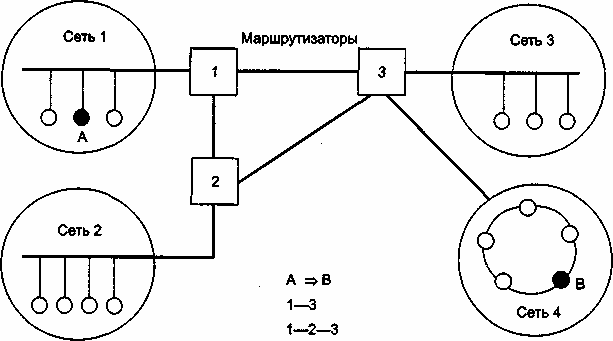 Сеть 1
Маршрутизаторы
Сеть 3
1
3
A
2
Сеть 2
A ⇒ B
1—3
1—2—3
B
Сеть 4